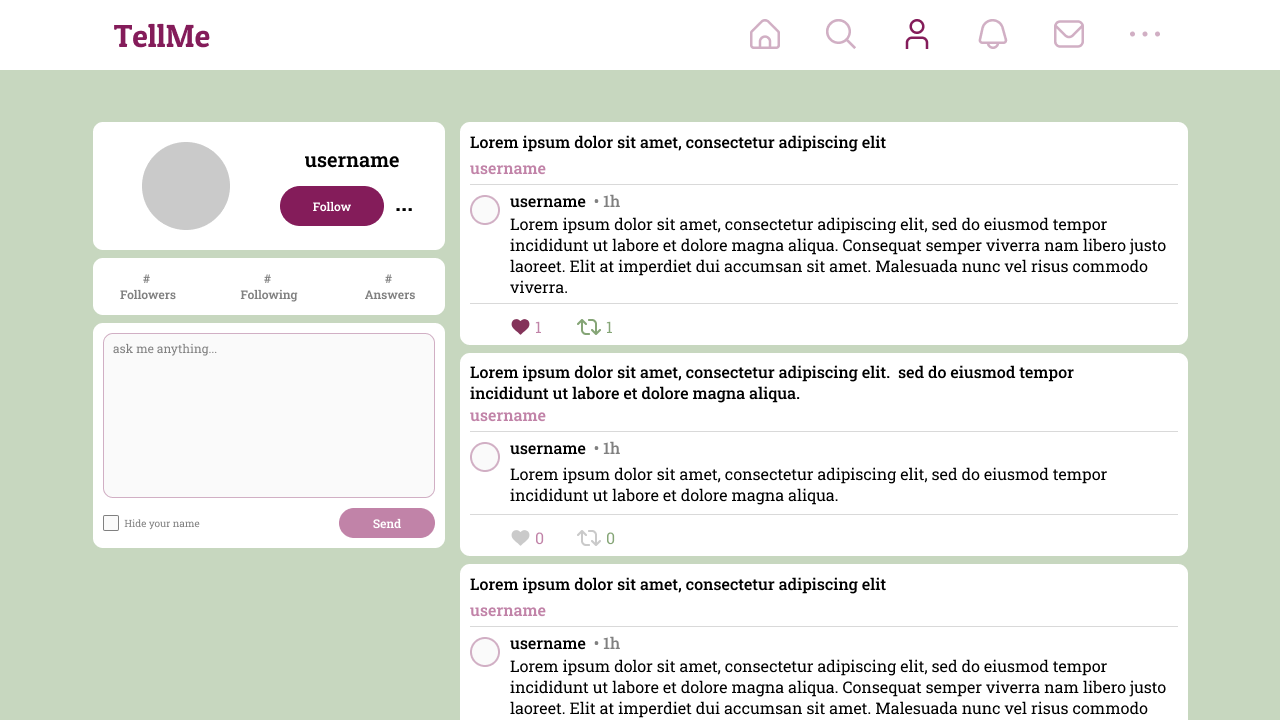 TellMe
username
Follow
...
#
Followers
#
Following
#
Answers
ask me anything...
Hide your name
Send
Lorem ipsum dolor sit amet, consectetur adipiscing elit
username
username • 1h
Lorem ipsum dolor sit amet, consectetur adipiscing elit, sed do eiusmod tempor
incididunt ut labore et dolore magna aliqua. Consequat semper viverra nam libero justo
laoreet. Elit at imperdiet dui accumsan sit amet. Malesuada nunc vel risus commodo
viverra.
1 1
Lorem ipsum dolor sit amet, consectetur adipiscing elit.  sed do eiusmod tempor
incididunt ut labore et dolore magna aliqua.
username
username • 1h
Lorem ipsum dolor sit amet, consectetur adipiscing elit, sed do eiusmod tempor
incididunt ut labore et dolore magna aliqua.
0 0
Lorem ipsum dolor sit amet, consectetur adipiscing elit
username
username • 1h
Lorem ipsum dolor sit amet, consectetur adipiscing elit, sed do eiusmod tempor
incididunt ut labore et dolore magna aliqua. Consequat semper viverra nam libero justo
laoreet. Elit at imperdiet dui accumsan sit amet. Malesuada nunc vel risus commodo